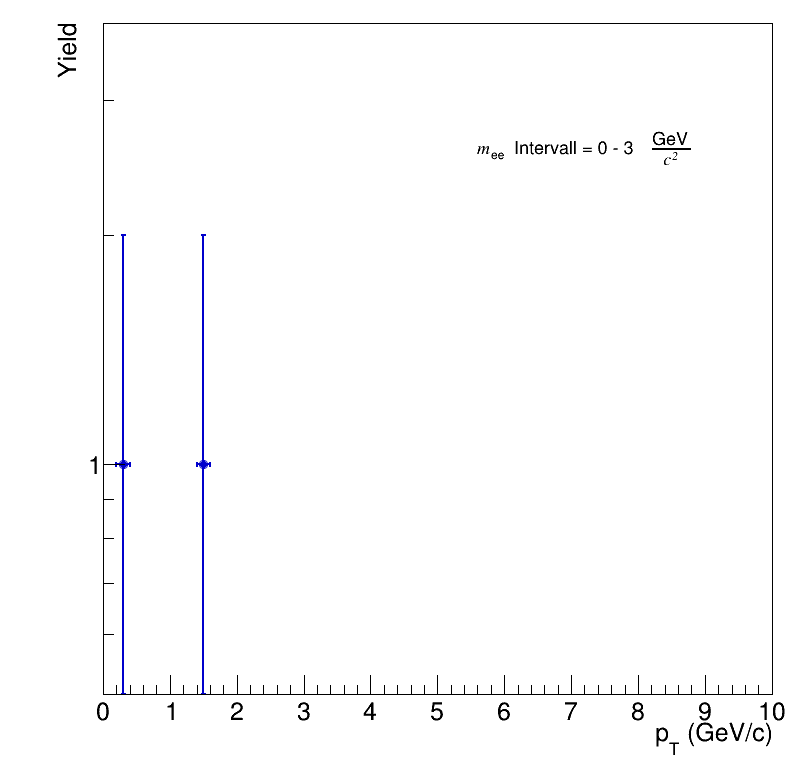 Yield
m_ee Intervall = 0 - 3 GeV/c²
1
0 1 2 3 4 5 6 7 8 9 10
p_T (GeV/c)